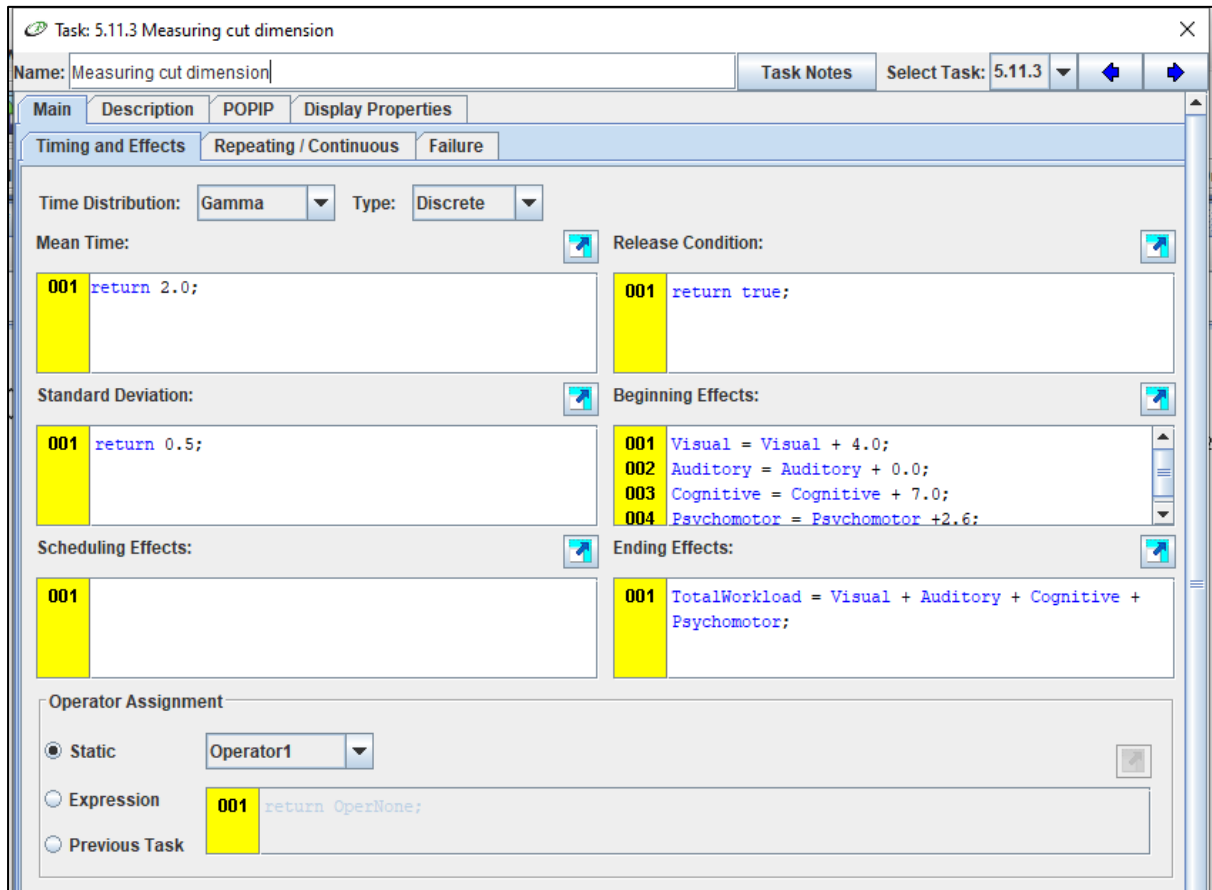 Task: 5.11.3 Measuring cut dimension
Name: Measuring cut dimension Task Notes Select Task: 5.11.3
Main Description POPIP Display Properties
Timing and Effects Repeating / Continuous Failure
Time Distribution: Gamma Type: Discrete
Mean Time: Release Condition:
001 return 2.0; 001 return true;
Standard Deviation: Beginning Effects:
001 return 0.5; 001 Visual = Visual + 4.0;
002 Auditory = Auditory + 0.0;
003 Cognitive = Cognitive + 7.0;
004 Psychomotor = Psychomotor +2.6;
Scheduling Effects: Ending Effects:
001 001 TotalWorkload = Visual + Auditory + Cognitive +
Psychomotor;
Operator Assignment
Static Operator1
Expression 001 return OperNone;
Previous Task